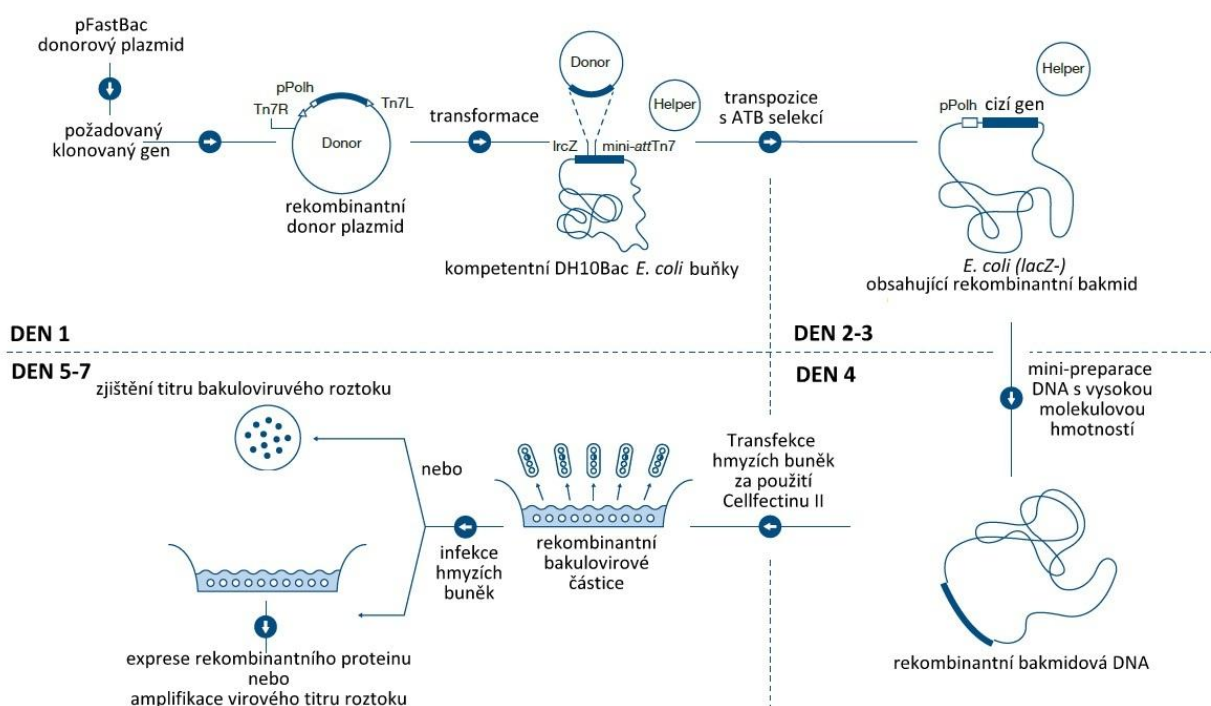 pFastBac
donorový plazmid
požadovaný
klonovaný gen
pPolh
Tn7R
Tn7L
Donor
rekombinantní
donor plazmid
transformace
Donor
Helper
lrcZ
mini-attTn7
kompetentní DH10Bac E. coli buňky
transpozice
s ATB selekcí
Helper
pPolh
cizí gen
E. coli (lacZ-)
obsahující rekombinantní bakmid
DEN 1
DEN 2-3
DEN 5-7
DEN 4
mini-preparace
DNA s vysokou
molekulovou
hmotností
rekombinantní bakmidová DNA
Transfekce
hmyzích buněk
za použití
Cellfectinu II
rekombinantní
bakulovirové
částice
infekce
hmyzích
buněk
nebo
zjištění titru bakuloviruvého roztoku
exprese rekombinantního proteinu
nebo
amplifikace virového titru roztoku